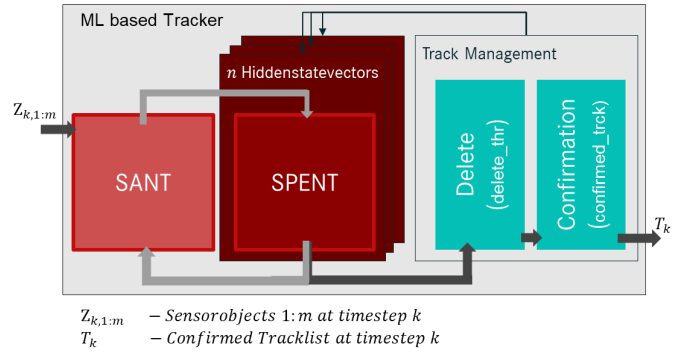 ML based Tracker
n Hiddenstatevectors
Track Management
Z_{k,1:m}
SANT
SPENT
Delete
(delete_thr)
Confirmation
(confirmed_trck)
T_k
Z_{k,1:m} – Sensorobjects 1:m at timestep k
T_k – Confirmed Tracklist at timestep k